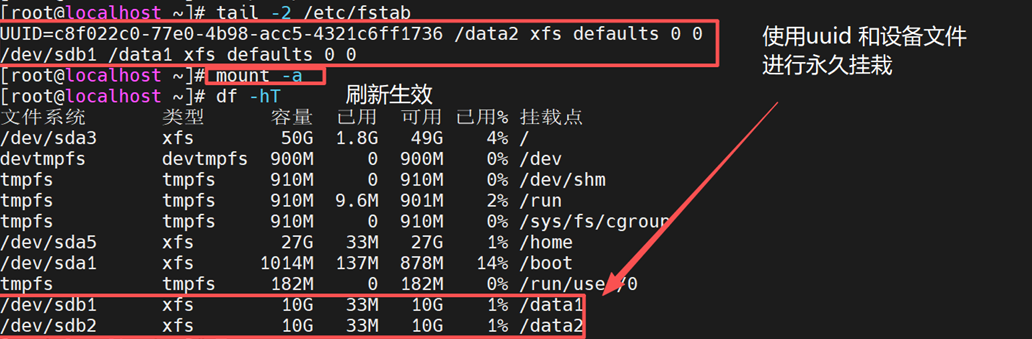 [root@localhost ~]# tail -2 /etc/fstab
UUID=c8f022c0-77e0-4b98-acc5-4321c6ff1736 /data2 xfs defaults 0 0
/dev/sdb1 /data1 xfs defaults 0 0
[root@localhost ~]# mount -a
[root@localhost ~]# df -hT
刷新生效
使用uuid 和设备文件
进行永久挂栽
文件系统 类型 容量 已用 可用 已用% 挂载点
/dev/sda3 xfs 50G 1.8G 49G 4% /
devtmpfs devtmpfs 900M 0 900M 0% /dev
tmpfs tmpfs 910M 0 910M 0% /dev/shm
tmpfs tmpfs 910M 9.6M 901M 2% /run
tmpfs tmpfs 910M 0 910M 0% /sys/fs/cgroup
/dev/sda5 xfs 27G 33M 27G 1% /home
/dev/sda1 xfs 1014M 137M 878M 14% /boot
tmpfs tmpfs 182M 0 182M 0% /run/user/0
/dev/sdb1 xfs 10G 33M 10G 1% /data1
/dev/sdb2 xfs 10G 33M 10G 1% /data2